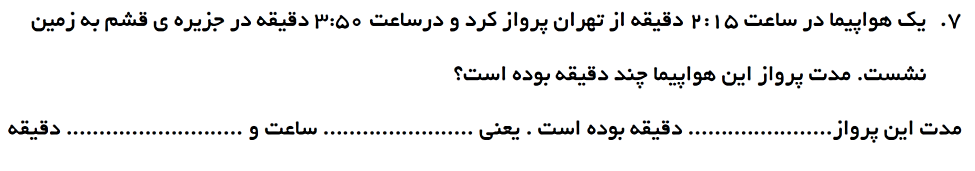 ۷. یک هواپیما در ساعت ۲:۱۵ دقیقه از تهران پرواز کرد و درساعت ۳:۵۰ دقیقه در جزیره ی قشم به زمین
نشست. مدت پرواز این هواپیما چند دقیقه بوده است؟
مدت این پرواز...................... دقیقه بوده است . یعنی ....................... ساعت و ........................... دقیقه